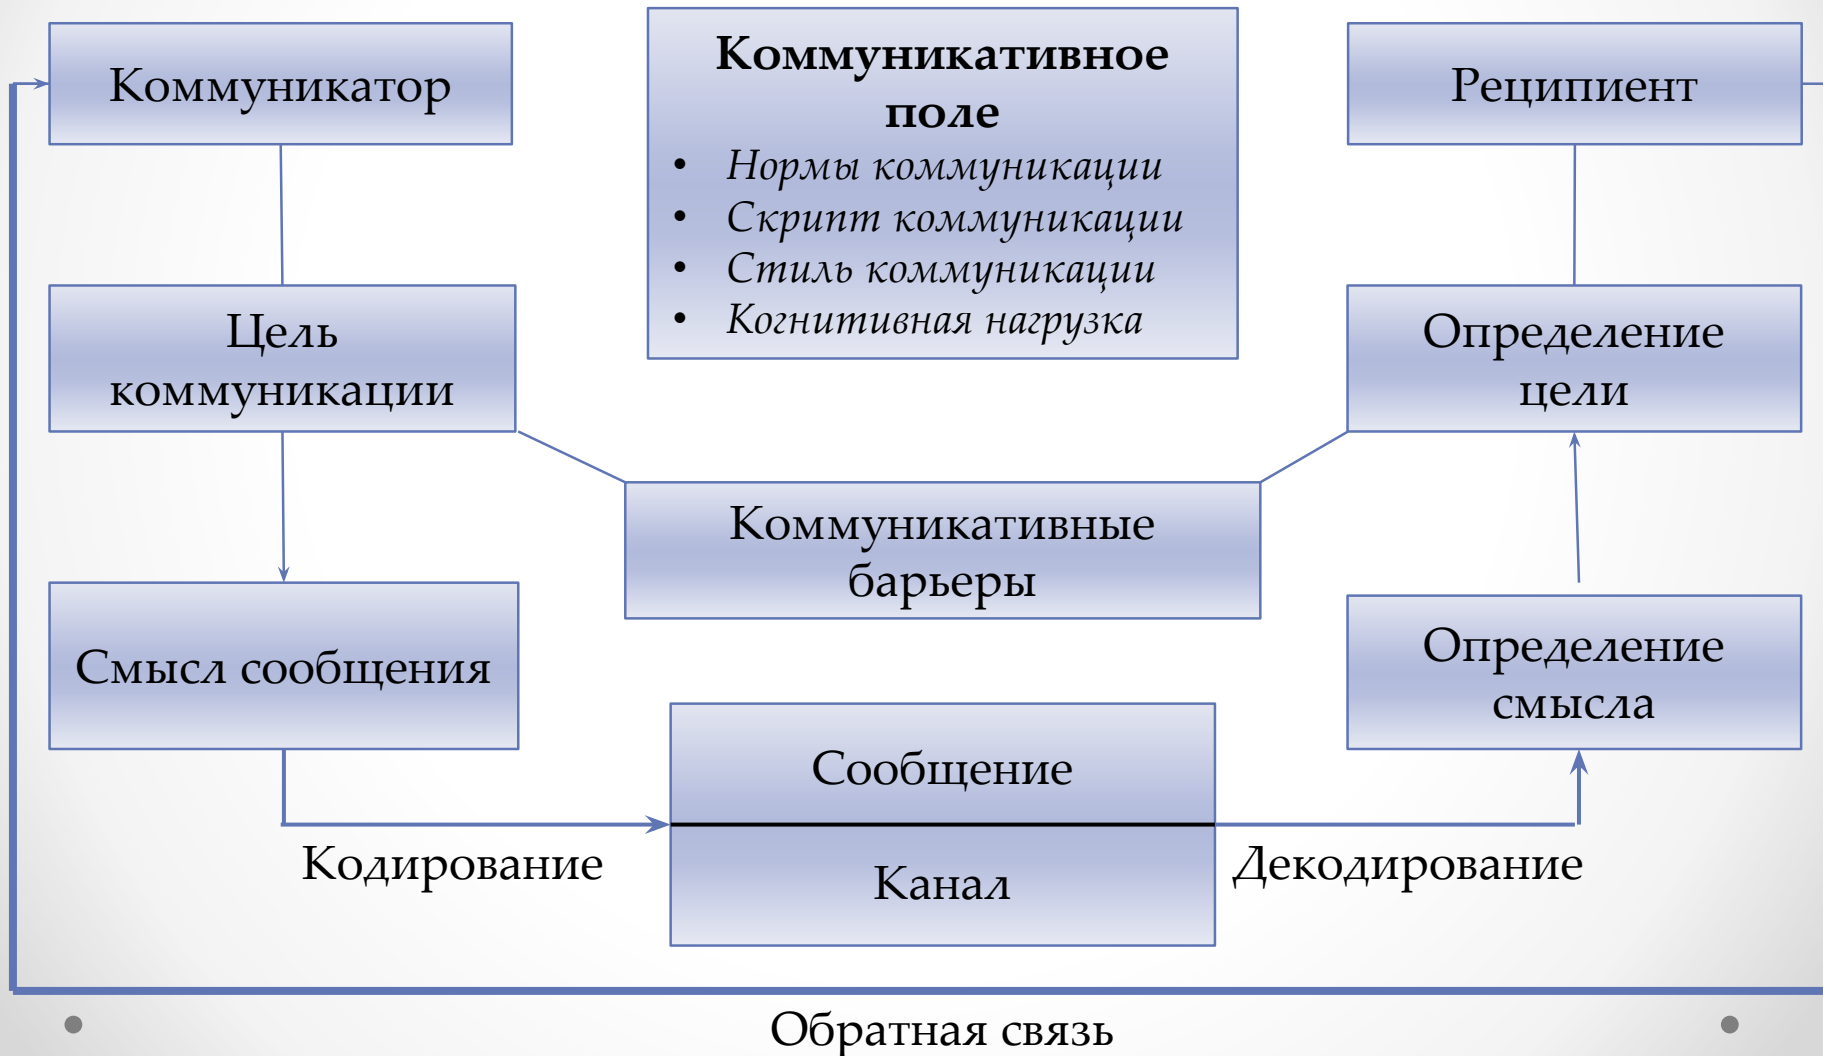 Коммуникатор
Коммуникативное
поле
• Нормы коммуникации
• Скрипт коммуникации
• Стиль коммуникации
• Когнитивная нагрузка
Реципиент
Цель
коммуникации
Определение
цели
Коммуникативные
барьеры
Смысл сообщения
Определение
смысла
Сообщение
Канал
Кодирование
Декодирование
Обратная связь